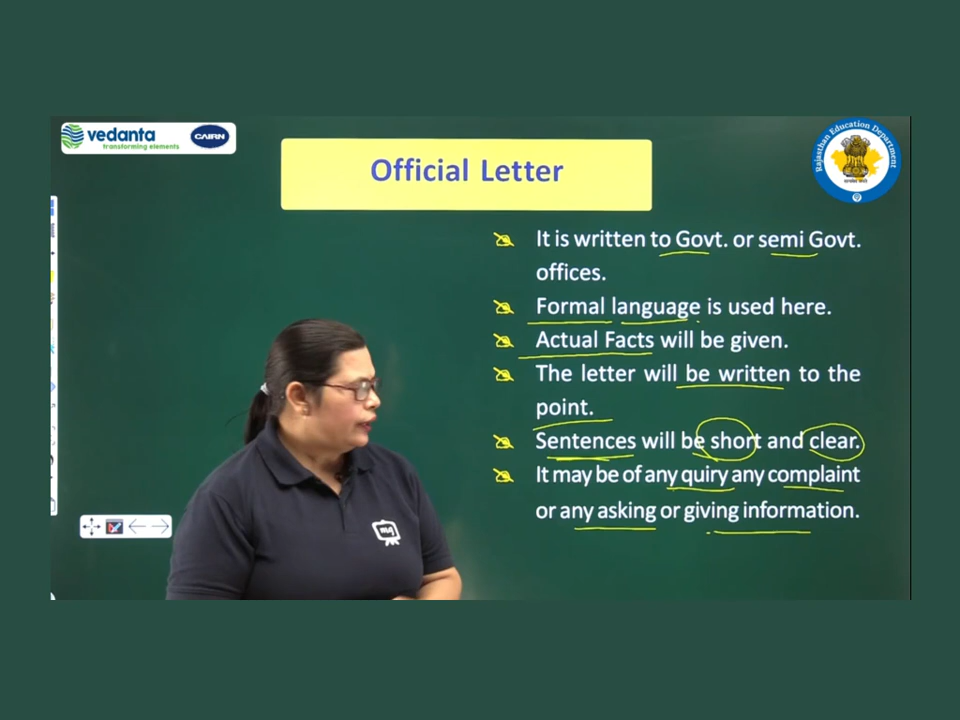 vedanta
transforming elements
CAIRN
Rajasthan Education Department
Official Letter
It is written to Govt. or semi Govt.
offices.
Formal language is used here.
Actual Facts will be given.
The letter will be written to the
point.
Sentences will be short and clear.
It may be of any quiry any complaint
or any asking or giving information.